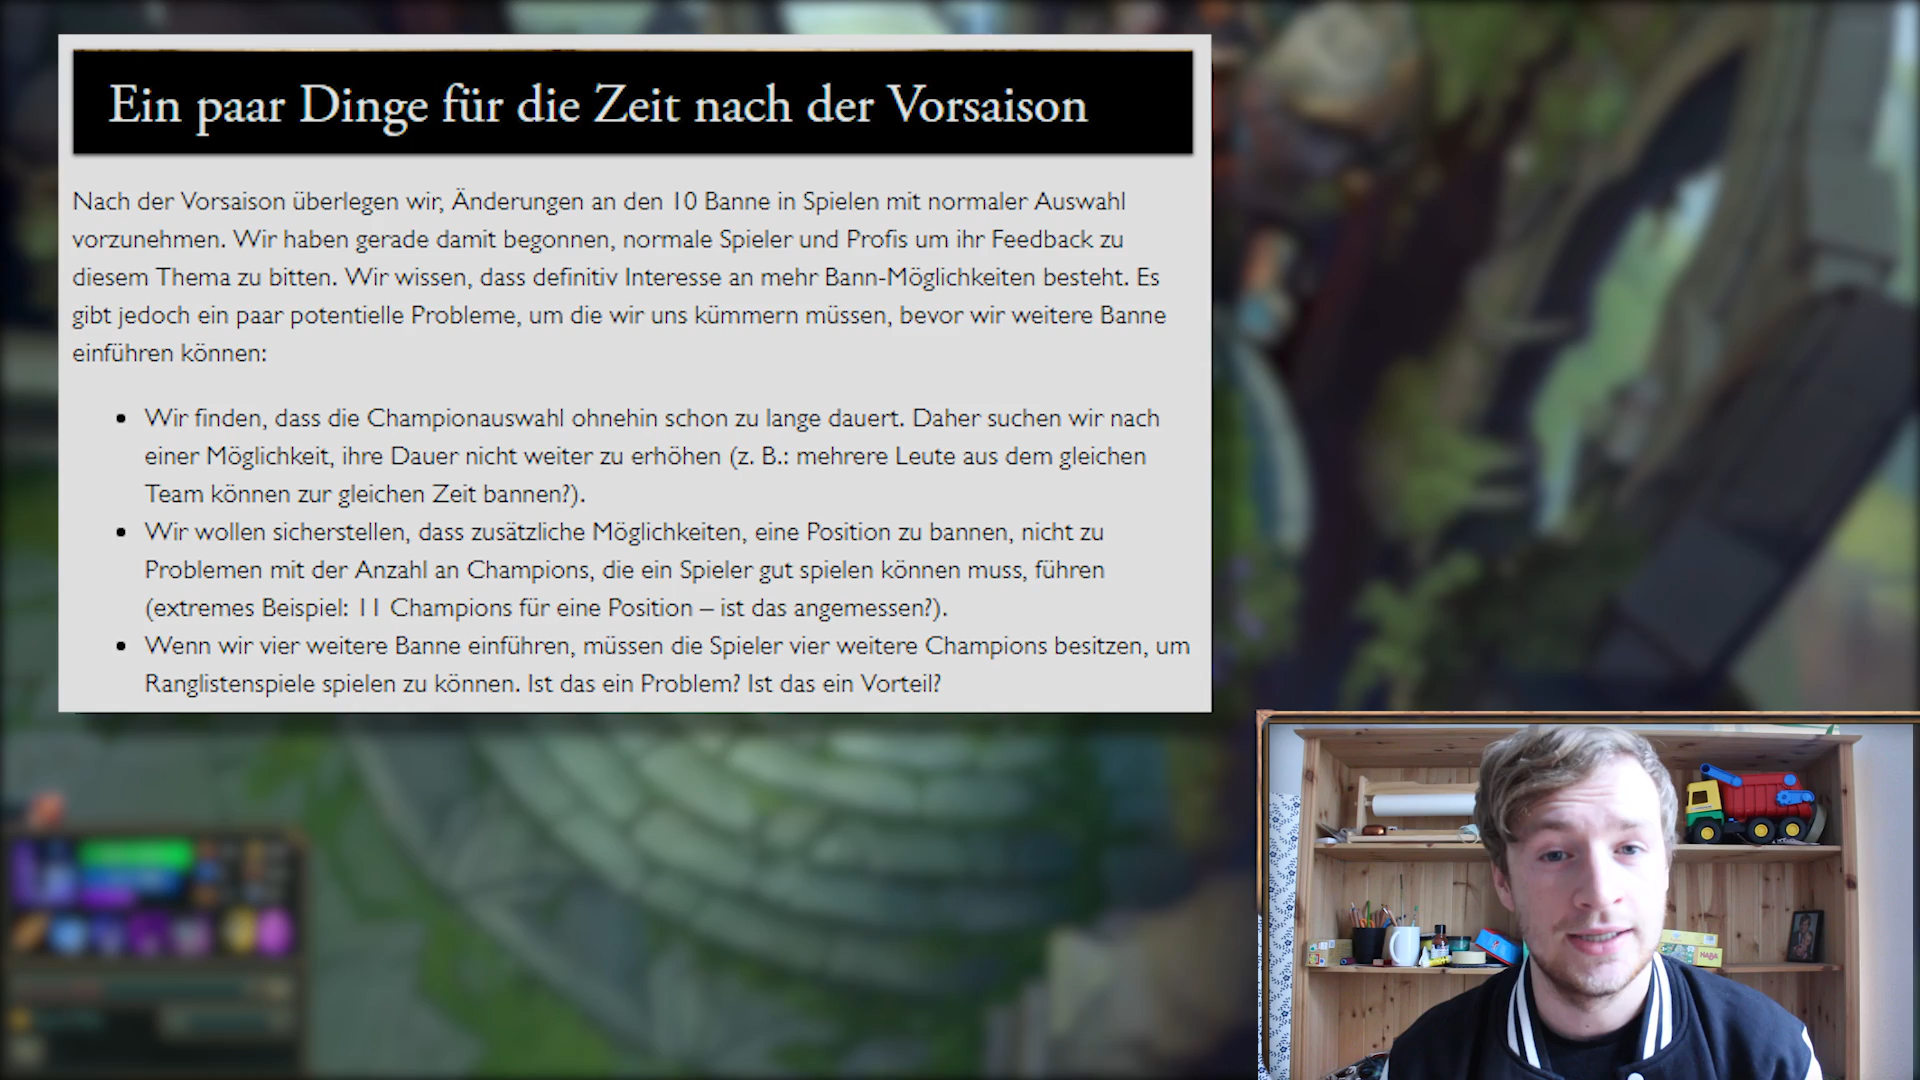 Ein paar Dinge für die Zeit nach der Vorsaison
Nach der Vorsaison überlegen wir, Änderungen an den 10 Banne in Spielen mit normaler Auswahl
vorzunehmen. Wir haben gerade damit begonnen, normale Spieler und Profis um ihr Feedback zu
diesem Thema zu bitten. Wir wissen, dass definitiv Interesse an mehr Bann-Möglichkeiten besteht. Es
gibt jedoch ein paar potentielle Probleme, um die wir uns kümmern müssen, bevor wir weitere Banne
einführen können:
• Wir finden, dass die Championauswahl ohnehin schon zu lange dauert. Daher suchen wir nach
einer Möglichkeit, ihre Dauer nicht weiter zu erhöhen (z. B.: mehrere Leute aus dem gleichen
Team können zur gleichen Zeit bannen?).
• Wir wollen sicherstellen, dass zusätzliche Möglichkeiten, eine Position zu bannen, nicht zu
Problemen mit der Anzahl an Champions, die ein Spieler gut spielen können muss, führen
(extremes Beispiel: 11 Champions für eine Position – ist das angemessen?).
• Wenn wir vier weitere Banne einführen, müssen die Spieler vier weitere Champions besitzen, um
Ranglistenspiele spielen zu können. Ist das ein Problem? Ist das ein Vorteil?
HABA